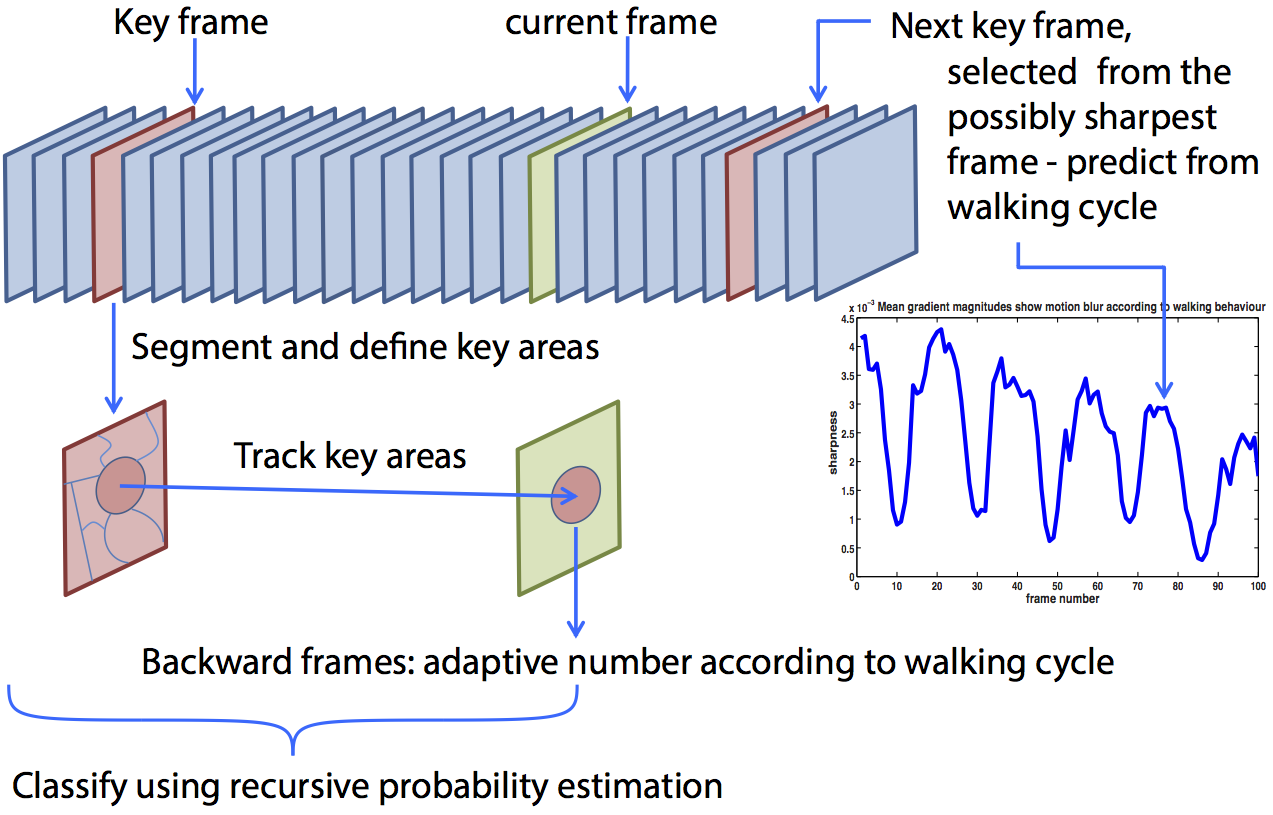 Key frame
current frame
Next key frame,
selected from the
possibly sharpest
frame - predict from
walking cycle
Segment and define key areas
x 10⁻³ Mean gradient magnitudes show motion blur according to walking behaviour
4.5
4
3.5
3
2.5
2
1.5
1
0.5
0
sharpness
0 10 20 30 40 50 60 70 80 90 100
frame number
Track key areas
Backward frames: adaptive number according to walking cycle
Classify using recursive probability estimation